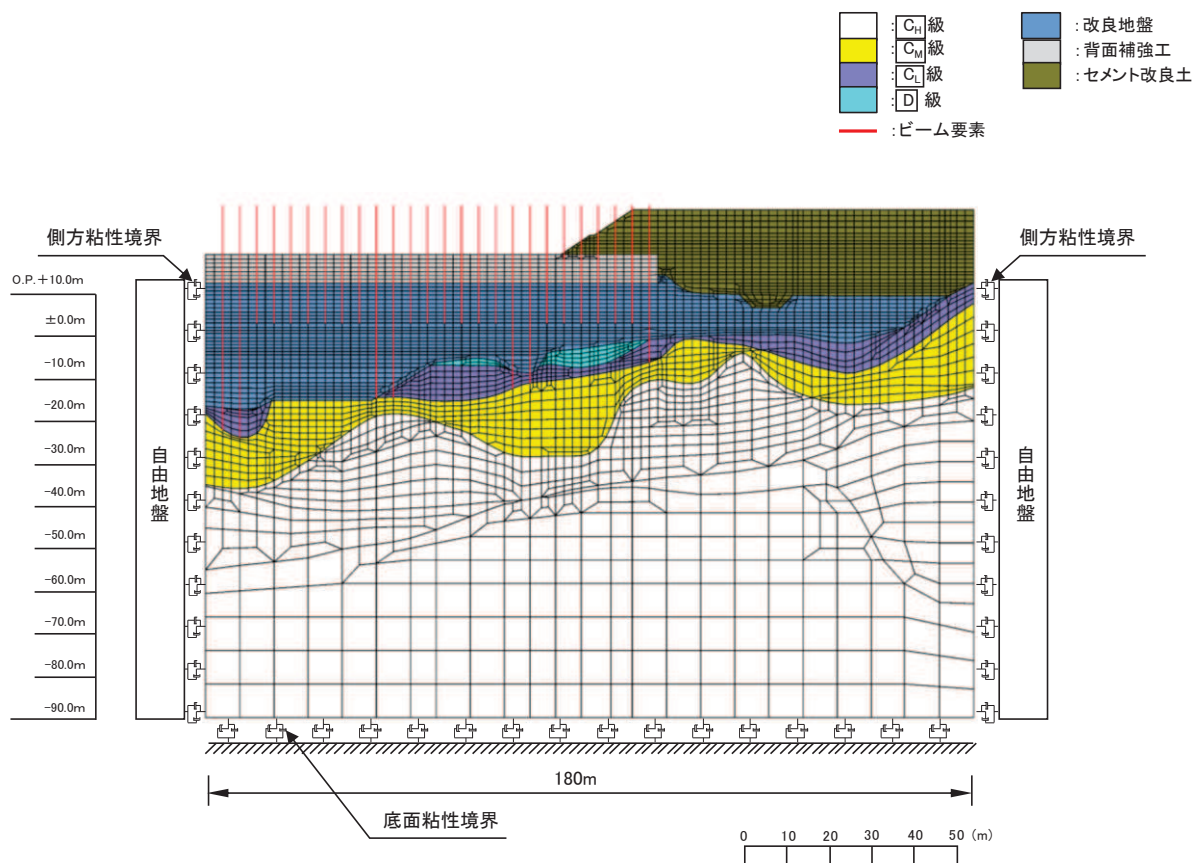 :CH級
:CM級
:CL級
:D 級
:ビーム要素
:改良地盤
:背面補強工
:セメント改良土
側方粘性境界
側方粘性境界
O.P.+10.0m
±0.0m
-10.0m
-20.0m
-30.0m
-40.0m
-50.0m
-60.0m
-70.0m
-80.0m
-90.0m
自由地盤
自由地盤
180m
底面粘性境界
0 10 20 30 40 50 (m)